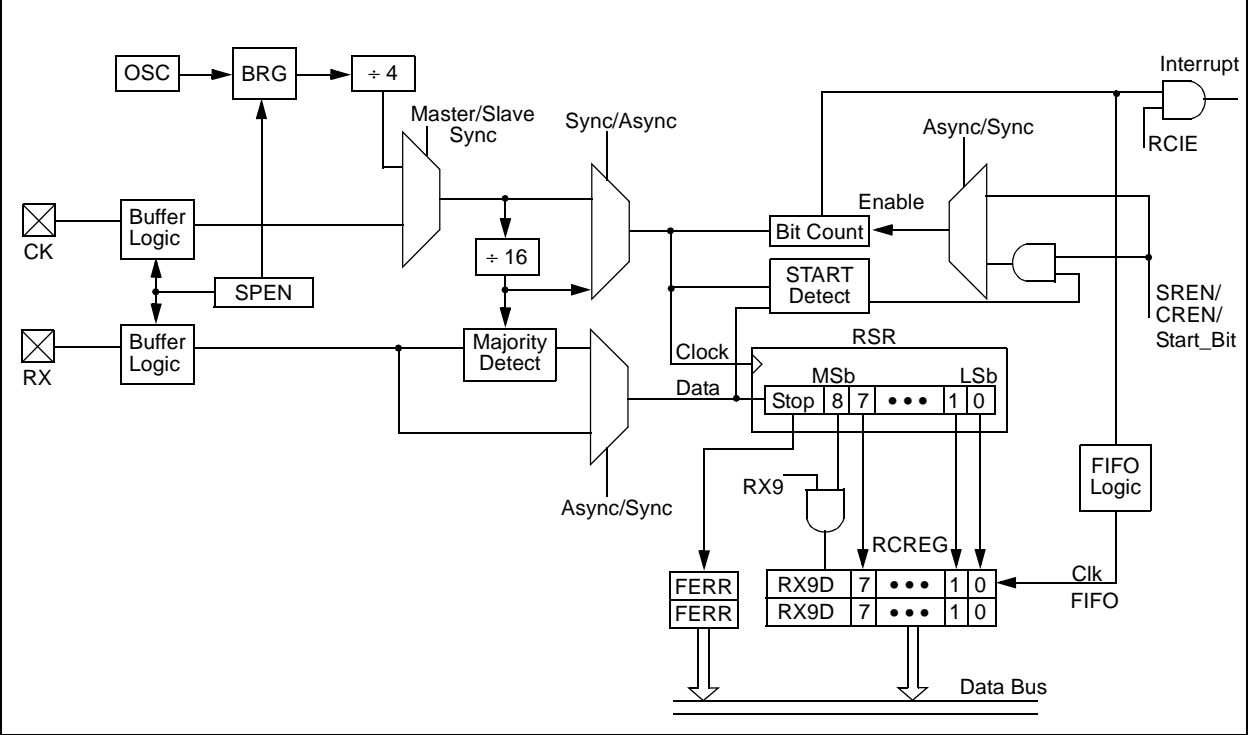 Interrupt
OSC
BRG
÷ 4
Master/Slave
Sync
Sync/Async
Async/Sync
RCIE
Enable
CK
Buffer
Logic
Bit Count
÷ 16
START
Detect
SPEN
SREN/
CREN/
Start_Bit
RX
Buffer
Logic
Majority
Detect
RSR
Clock
MSb
LSb
Data
Stop 8 7 ● ● ● 1 0
Async/Sync
RX9
FIFO
Logic
RCREG
Clk
FIFO
FERR
RX9D 7 ● ● ● 1 0
FERR
RX9D 7 ● ● ● 1 0
Data Bus